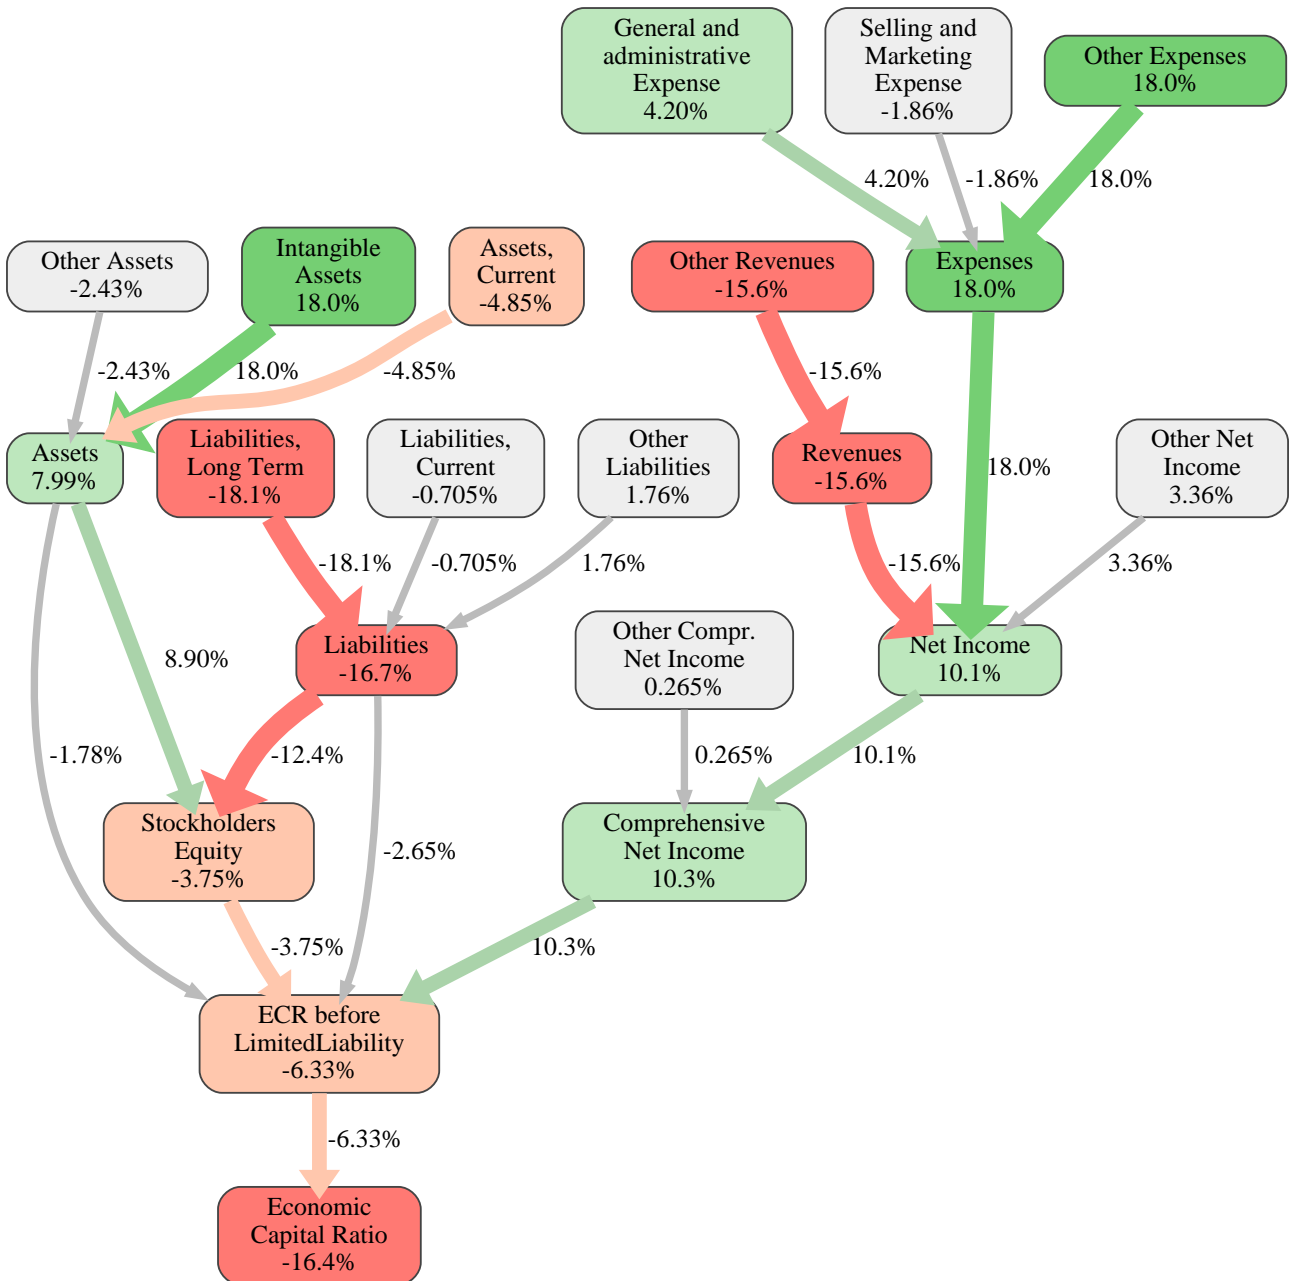 General and
administrative
Expense
4.20%
Selling and
Marketing
Expense
-1.86%
Other Expenses
18.0%
4.20%
-1.86%
18.0%
Other Assets
-2.43%
Intangible
Assets
18.0%
Assets,
Current
-4.85%
Other Revenues
-15.6%
Expenses
18.0%
-2.43%
18.0%
-4.85%
-15.6%
Assets
7.99%
Liabilities,
Long Term
-18.1%
Liabilities,
Current
-0.705%
Other
Liabilities
1.76%
Revenues
-15.6%
18.0%
Other Net
Income
3.36%
-18.1%
-0.705%
1.76%
-15.6%
3.36%
8.90%
Liabilities
-16.7%
Other Compr.
Net Income
0.265%
Net Income
10.1%
-1.78%
-12.4%
0.265%
10.1%
Stockholders
Equity
-3.75%
-2.65%
Comprehensive
Net Income
10.3%
-3.75%
10.3%
ECR before
LimitedLiability
-6.33%
-6.33%
Economic
Capital Ratio
-16.4%